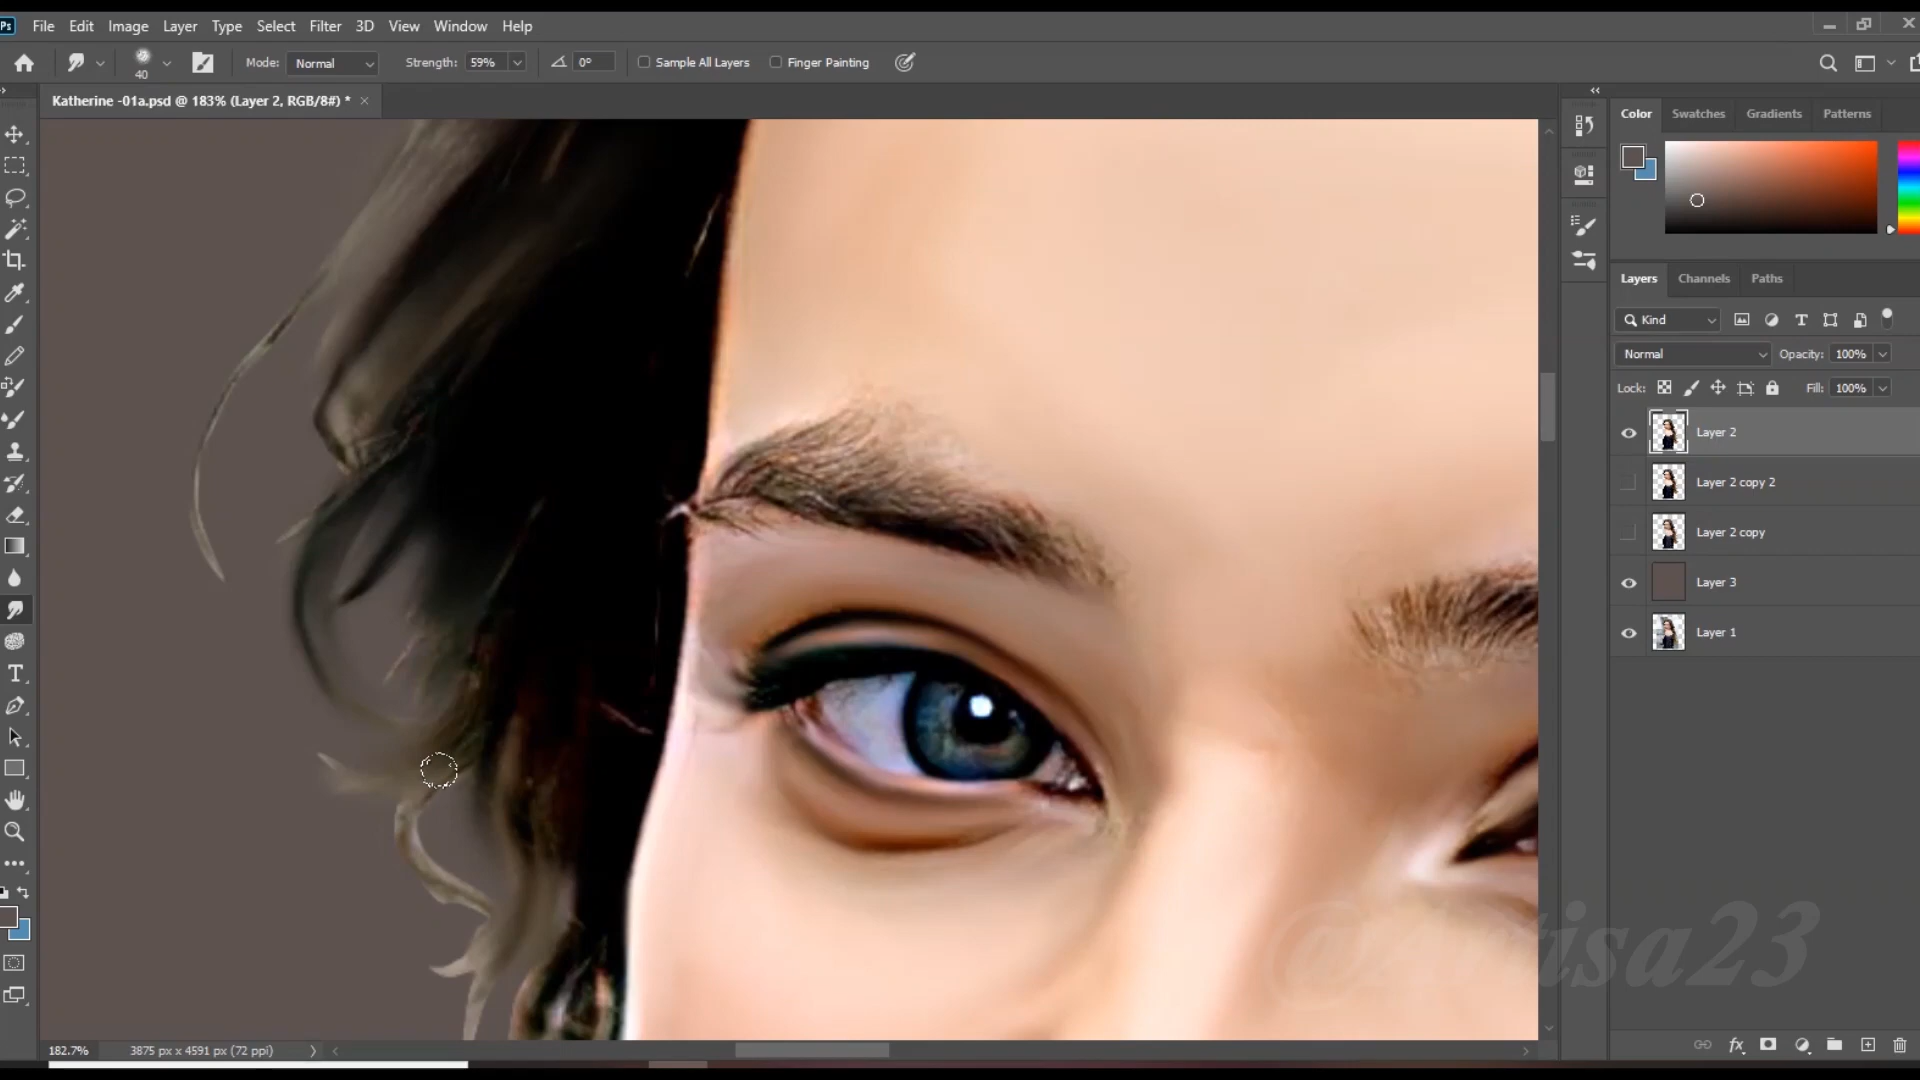 Ps File Edit Image Layer Type Select Filter 3D View Window Help
40 Mode: Normal Strength: 59% 0° Sample All Layers Finger Painting
Katherine -01a.psd @ 183% (Layer 2, RGB/8#) * ×
Color Swatches Gradients Patterns
Layers Channels Paths
Kind
Normal Opacity: 100%
Lock: Fill: 100%
Layer 2
Layer 2 copy 2
Layer 2 copy
Layer 3
Layer 1
@Artisa23
182.7% 3875 px x 4591 px (72 ppi)